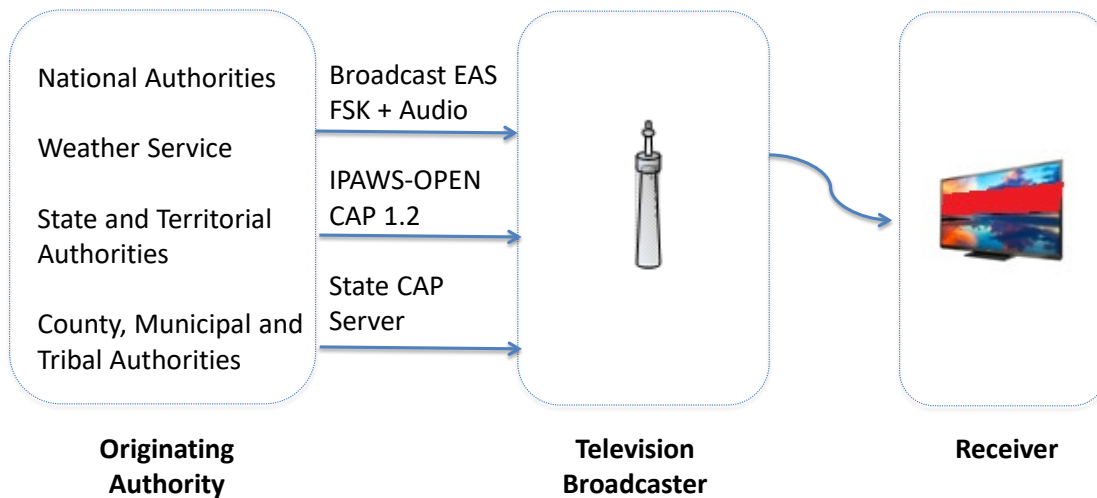 National Authorities
Weather Service
State and Territorial
Authorities
County, Municipal and
Tribal Authorities
Broadcast EAS
FSK + Audio
IPAWS-OPEN
CAP 1.2
State CAP
Server
Originating
Authority
Television
Broadcaster
Receiver